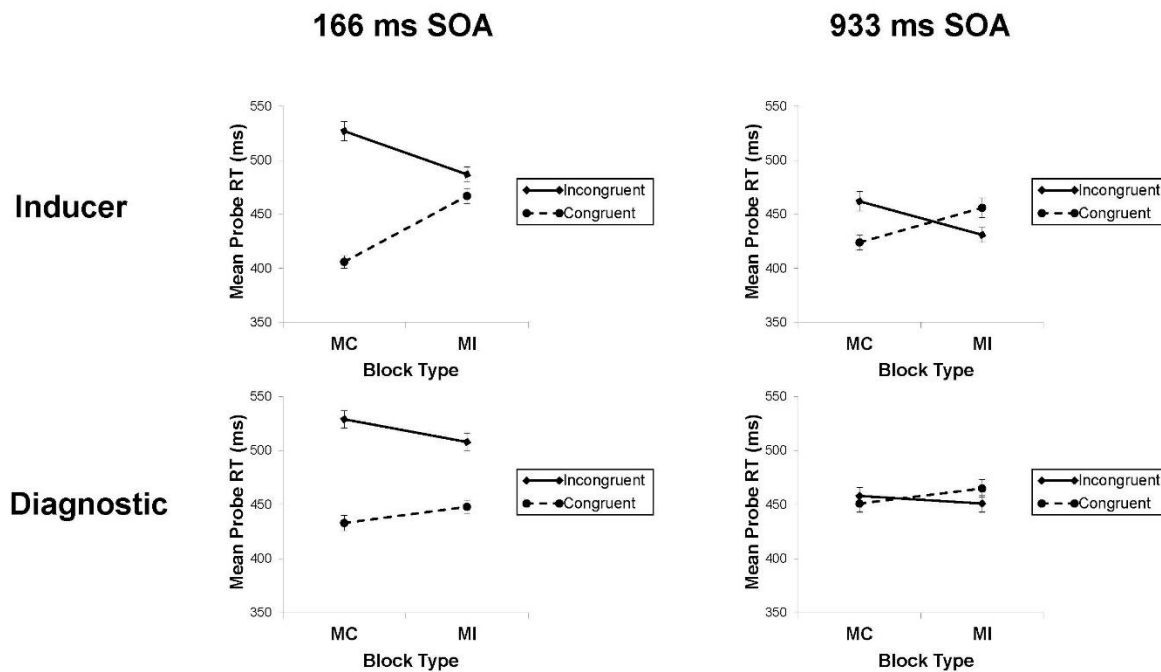 166 ms SOA
933 ms SOA
Inducer
Mean Probe RT (ms)
550
500
450
400
350
MC
MI
Block Type
Incongruent
Congruent
Mean Probe RT (ms)
550
500
450
400
350
MC
MI
Block Type
Incongruent
Congruent
Diagnostic
Mean Probe RT (ms)
550
500
450
400
350
MC
MI
Block Type
Incongruent
Congruent
Mean Probe RT (ms)
550
500
450
400
350
MC
MI
Block Type
Incongruent
Congruent